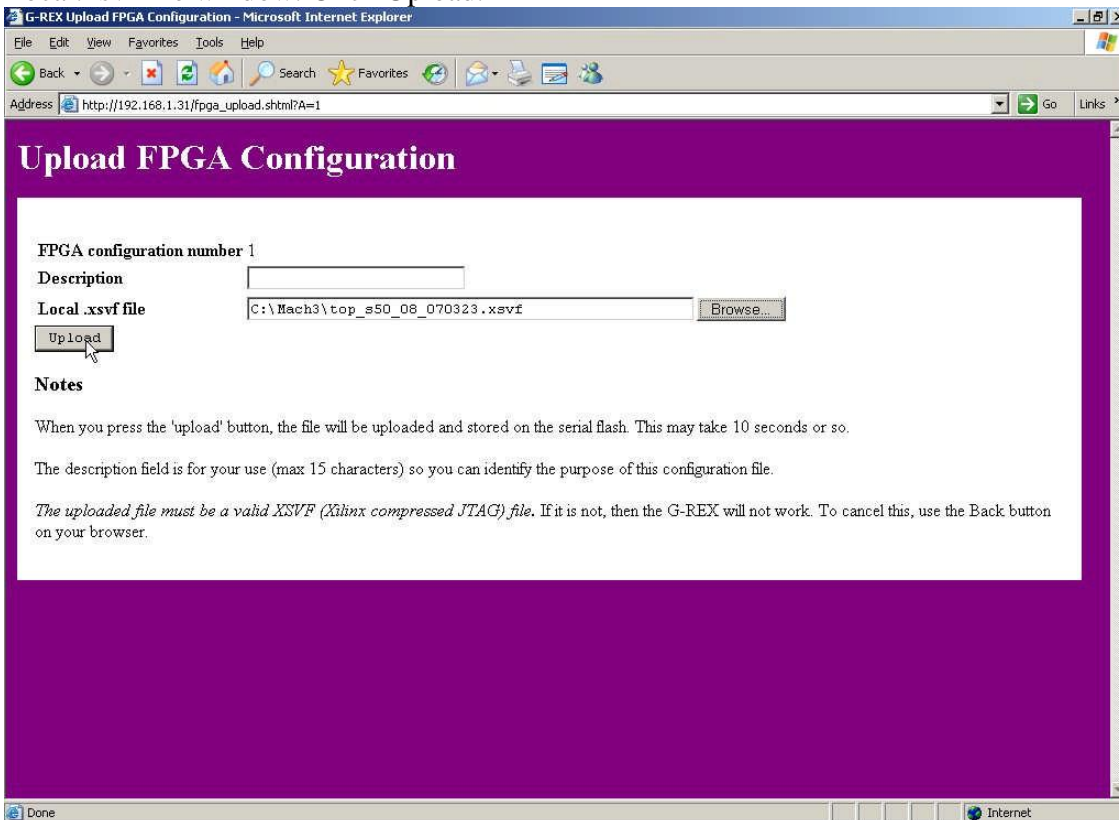 G-REX Upload FPGA Configuration - Microsoft Internet Explorer
File Edit View Favorites Tools Help
Back Search Favorites
Address http://192.168.1.31/fpga_upload.shtml?A=1 Go Links
Upload FPGA Configuration
FPGA configuration number 1
Description
Local .xsvf file C:\Mach3\top_s50_08_070323.xsvf Browse...
Upload
Notes
When you press the 'upload' button, the file will be uploaded and stored on the serial flash. This may take 10 seconds or so.
The description field is for your use (max 15 characters) so you can identify the purpose of this configuration file.
The uploaded file must be a valid XSVF (Xilinx compressed JTAG) file. If it is not, then the G-REX will not work. To cancel this, use the Back button
on your browser.
Done Internet